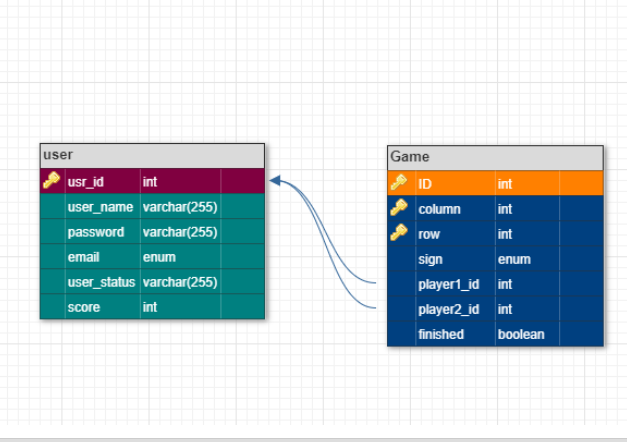 user
usr_id int
user_name varchar(255)
password varchar(255)
email enum
user_status varchar(255)
score int
Game
ID int
column int
row int
sign enum
player1_id int
player2_id int
finished boolean